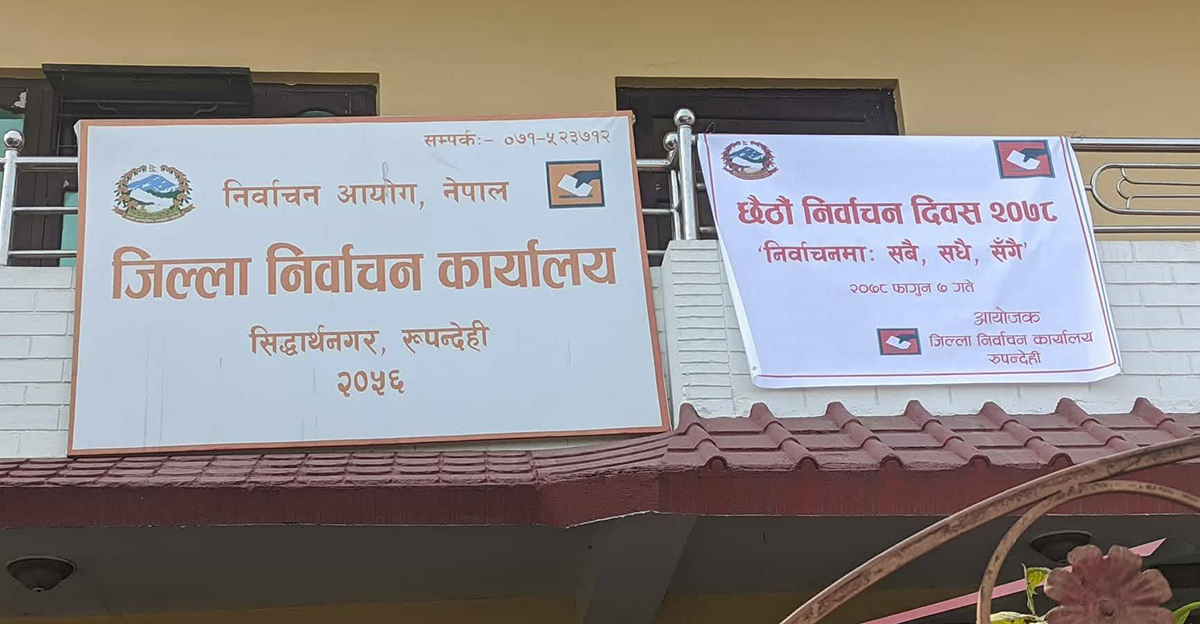 सम्पर्कः- ०७१-५२३७१२
निर्वाचन आयोग, नेपाल
जिल्ला निर्वाचन कार्यालय
सिद्धार्थनगर, रूपन्देही
२०५६
छैठौं निर्वाचन दिवस २०७८
‘निर्वाचनमाः सबै, सधै, सँगै’
२०७८ फागुन ७ गते
आयोजक
जिल्ला निर्वाचन कार्यालय
रुपन्देही